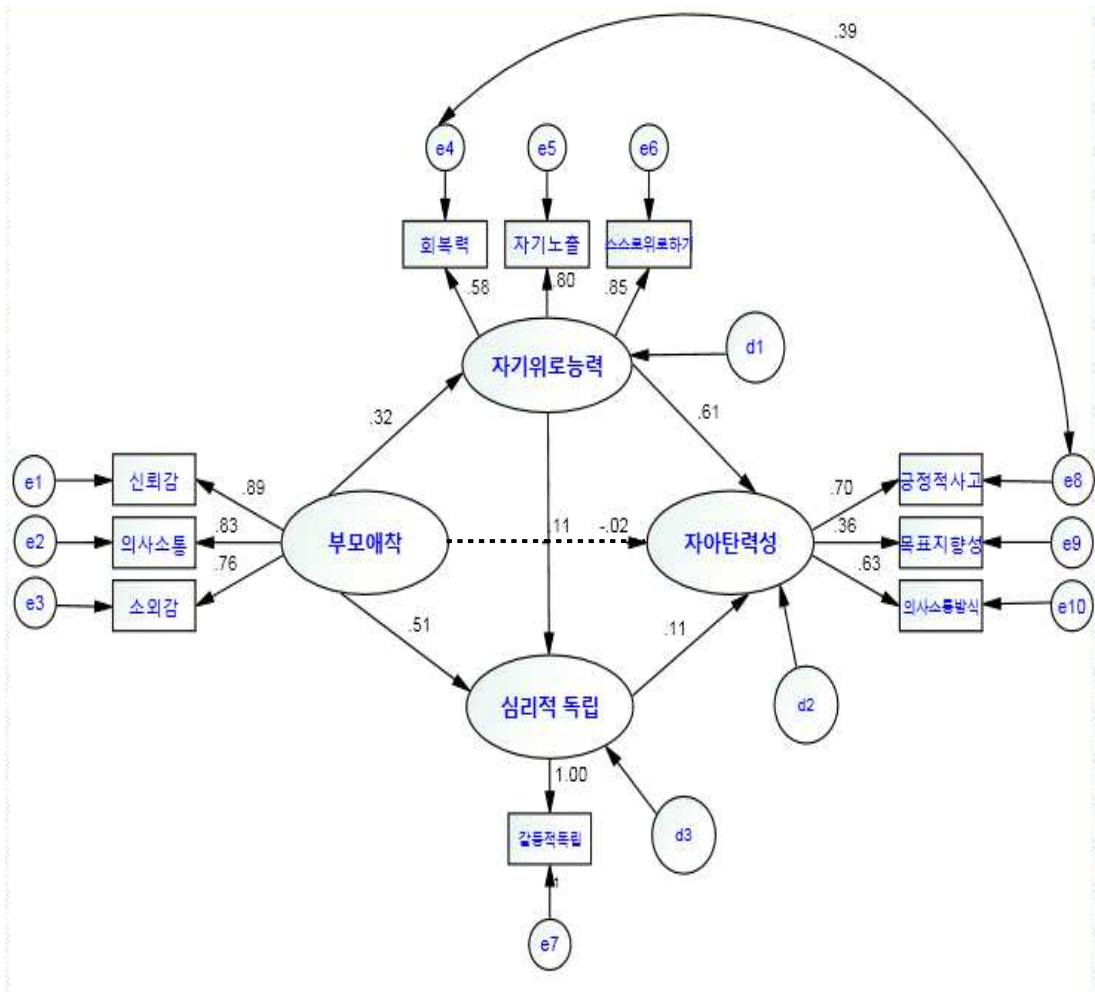 .39
e4
e5
e6
회복력
자기노출
스스로위로하기
.58
.80
.85
자기위로능력
d1
.32
.61
e1
신뢰감
.89
긍정적사고
e8
.70
e2
의사소통
.83
부모애착
.11
-.02
자아탄력성
.36
목표지향성
e9
.76
.63
e3
소외감
의사소통방식
e10
.51
.11
심리적 독립
d2
1.00
갈등적독립
d3
1
e7